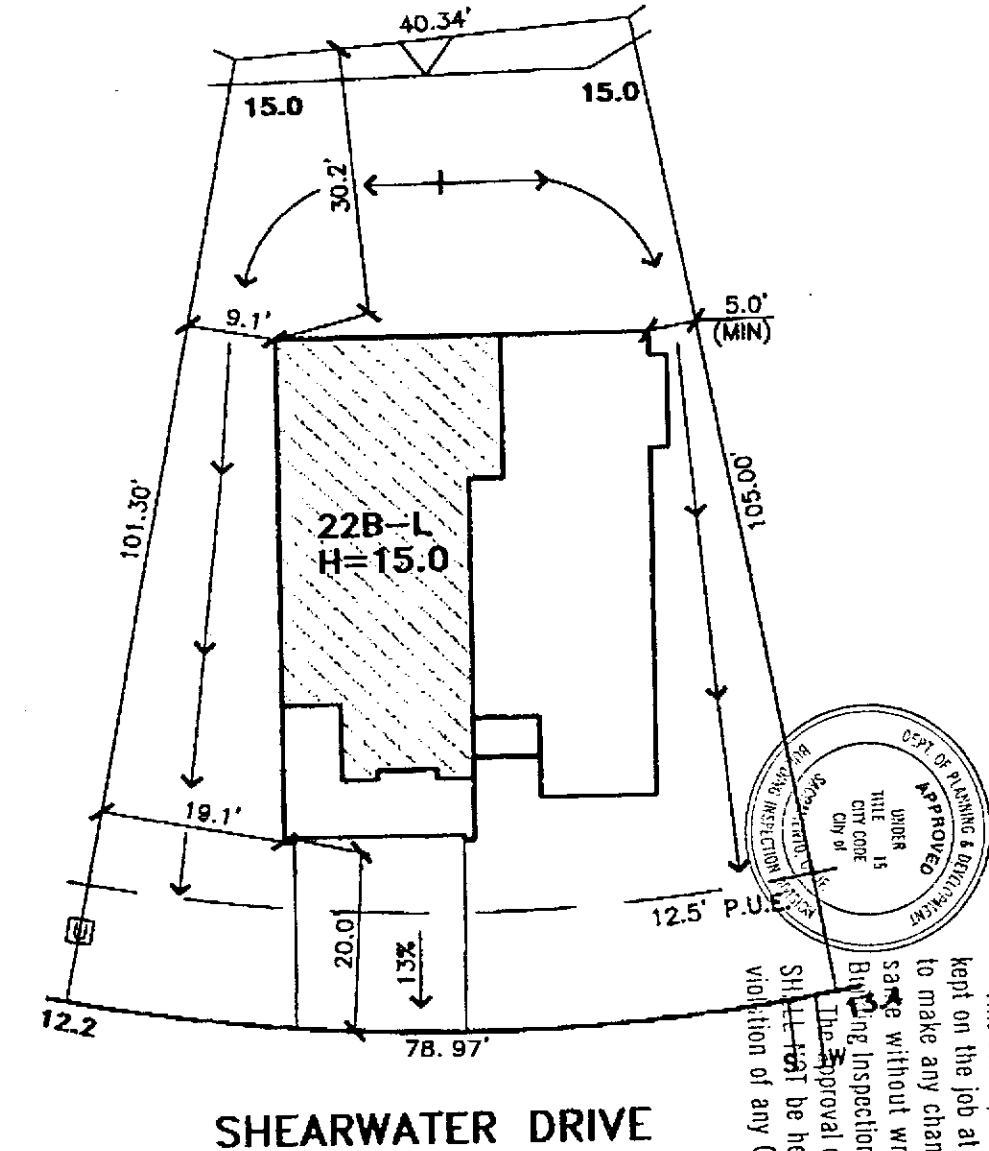 40.34'
15.0
15.0
30.2'
9.1'
5.0'
(MIN)
101.30'
105.00'
22B-L
H=15.0
19.1'
20.0'
13%
12.5' P.U.E.
12.2
78.97'
S
W
SHEARWATER DRIVE
DEPT. OF PLANNING & DEVELOPMENT
BUILDING INSPECTION
APPROVED
UNDER
TITLE 15
CITY CODE
City of
kept on the job at
to make any chan
same without wr
Building Inspection
The approval
SHALL NOT be he
violation of any